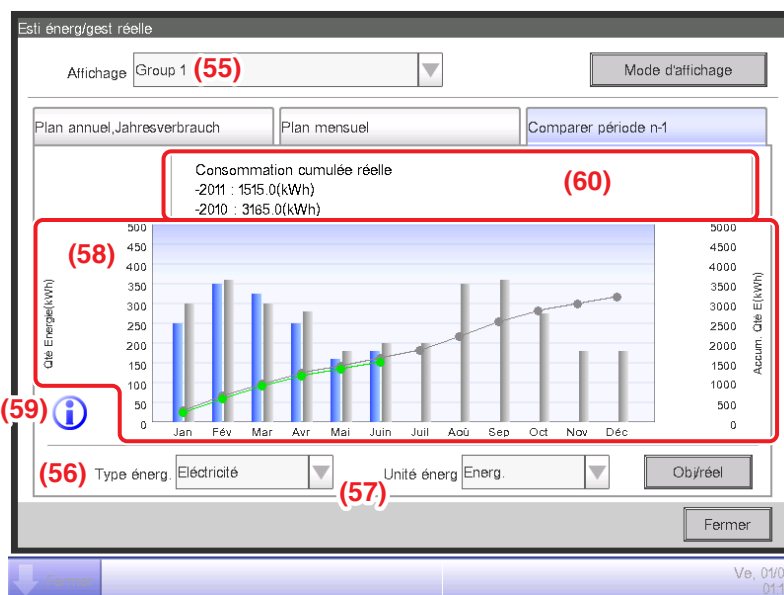 Esti énerg/gest réelle
Affichage Group 1 (55) Mode d'affichage
Plan annuel,Jahresverbrauch Plan mensuel Comparer période n-1
Consommation cumulée réelle
-2011 : 1515.0(kWh)
-2010 : 3165.0(kWh)
(60)
(58)
Qté Energie(kWh)
500
450
400
350
300
250
200
150
100
50
0
5000
4500
4000
3500
3000
2500
2000
1500
1000
500
0
Accum. Qté E(kWh)
Jan Fév Mar Avr Mai Juin Juil Aoû Sep Oct Nov Déc
(59)
(56) Type énerg. Eléctricité (57) Unité énerg Energ. Obj/réel
Fermer
Fermer
Ve, 01/0